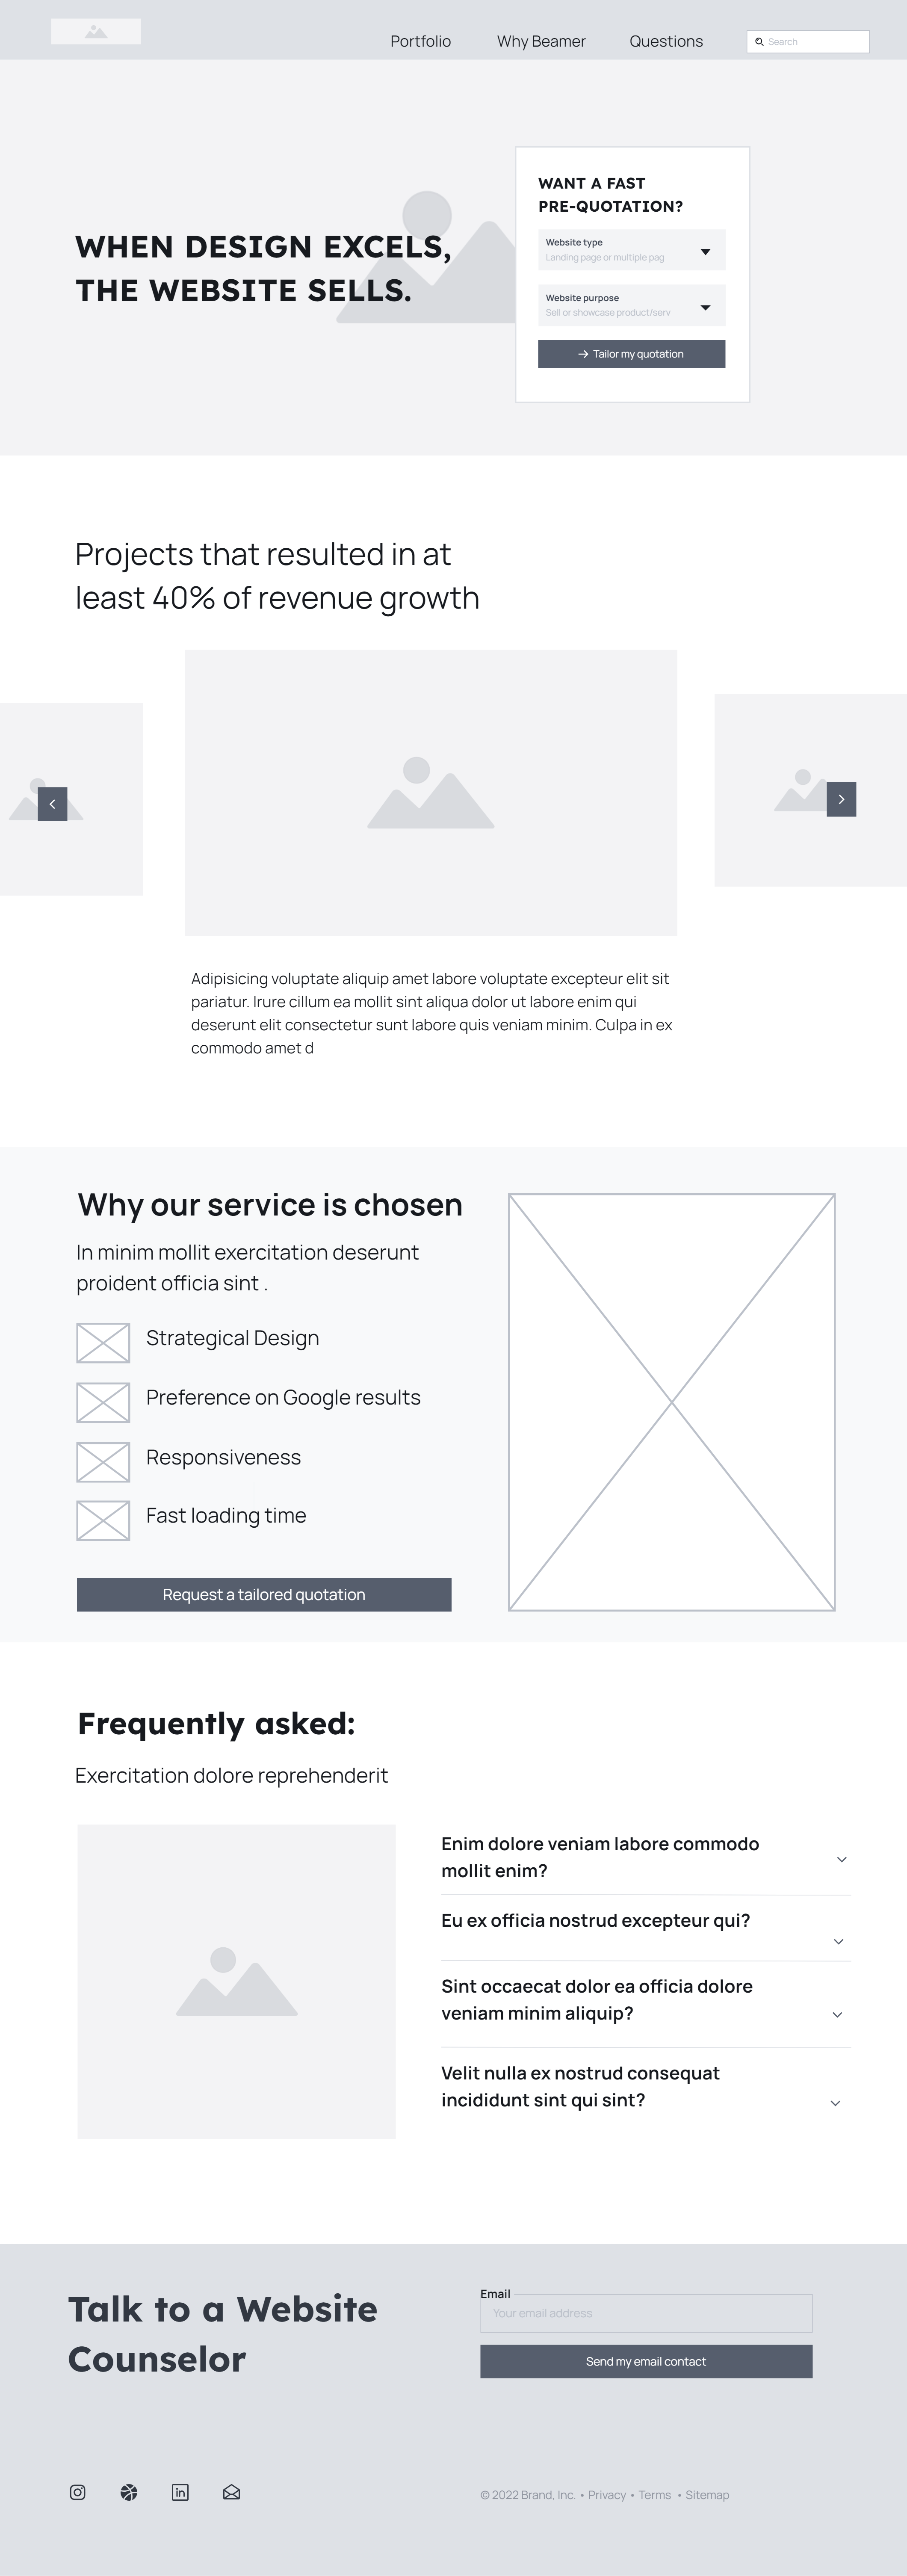 Portfolio
Why Beamer
Questions
Search
WHEN DESIGN EXCELS,
THE WEBSITE SELLS.
WANT A FAST
PRE-QUOTATION?
Website type
Landing page or multiple pag
Website purpose
Sell or showcase product/serv
Tailor my quotation
Projects that resulted in at
least 40% of revenue growth
Adipisicing voluptate aliquip amet labore voluptate excepteur elit sit
pariatur. Irure cillum ea mollit sint aliqua dolor ut labore enim qui
deserunt elit consectetur sunt labore quis veniam minim. Culpa in ex
commodo amet d
Why our service is chosen
In minim mollit exercitation deserunt
proident officia sint .
Strategical Design
Preference on Google results
Responsiveness
Fast loading time
Request a tailored quotation
Frequently asked:
Exercitation dolore reprehenderit
Enim dolore veniam labore commodo
mollit enim?
Eu ex officia nostrud excepteur qui?
Sint occaecat dolor ea officia dolore
veniam minim aliquip?
Velit nulla ex nostrud consequat
incididunt sint qui sint?
Talk to a Website
Counselor
Email
Your email address
Send my email contact
© 2022 Brand, Inc. • Privacy • Terms • Sitemap